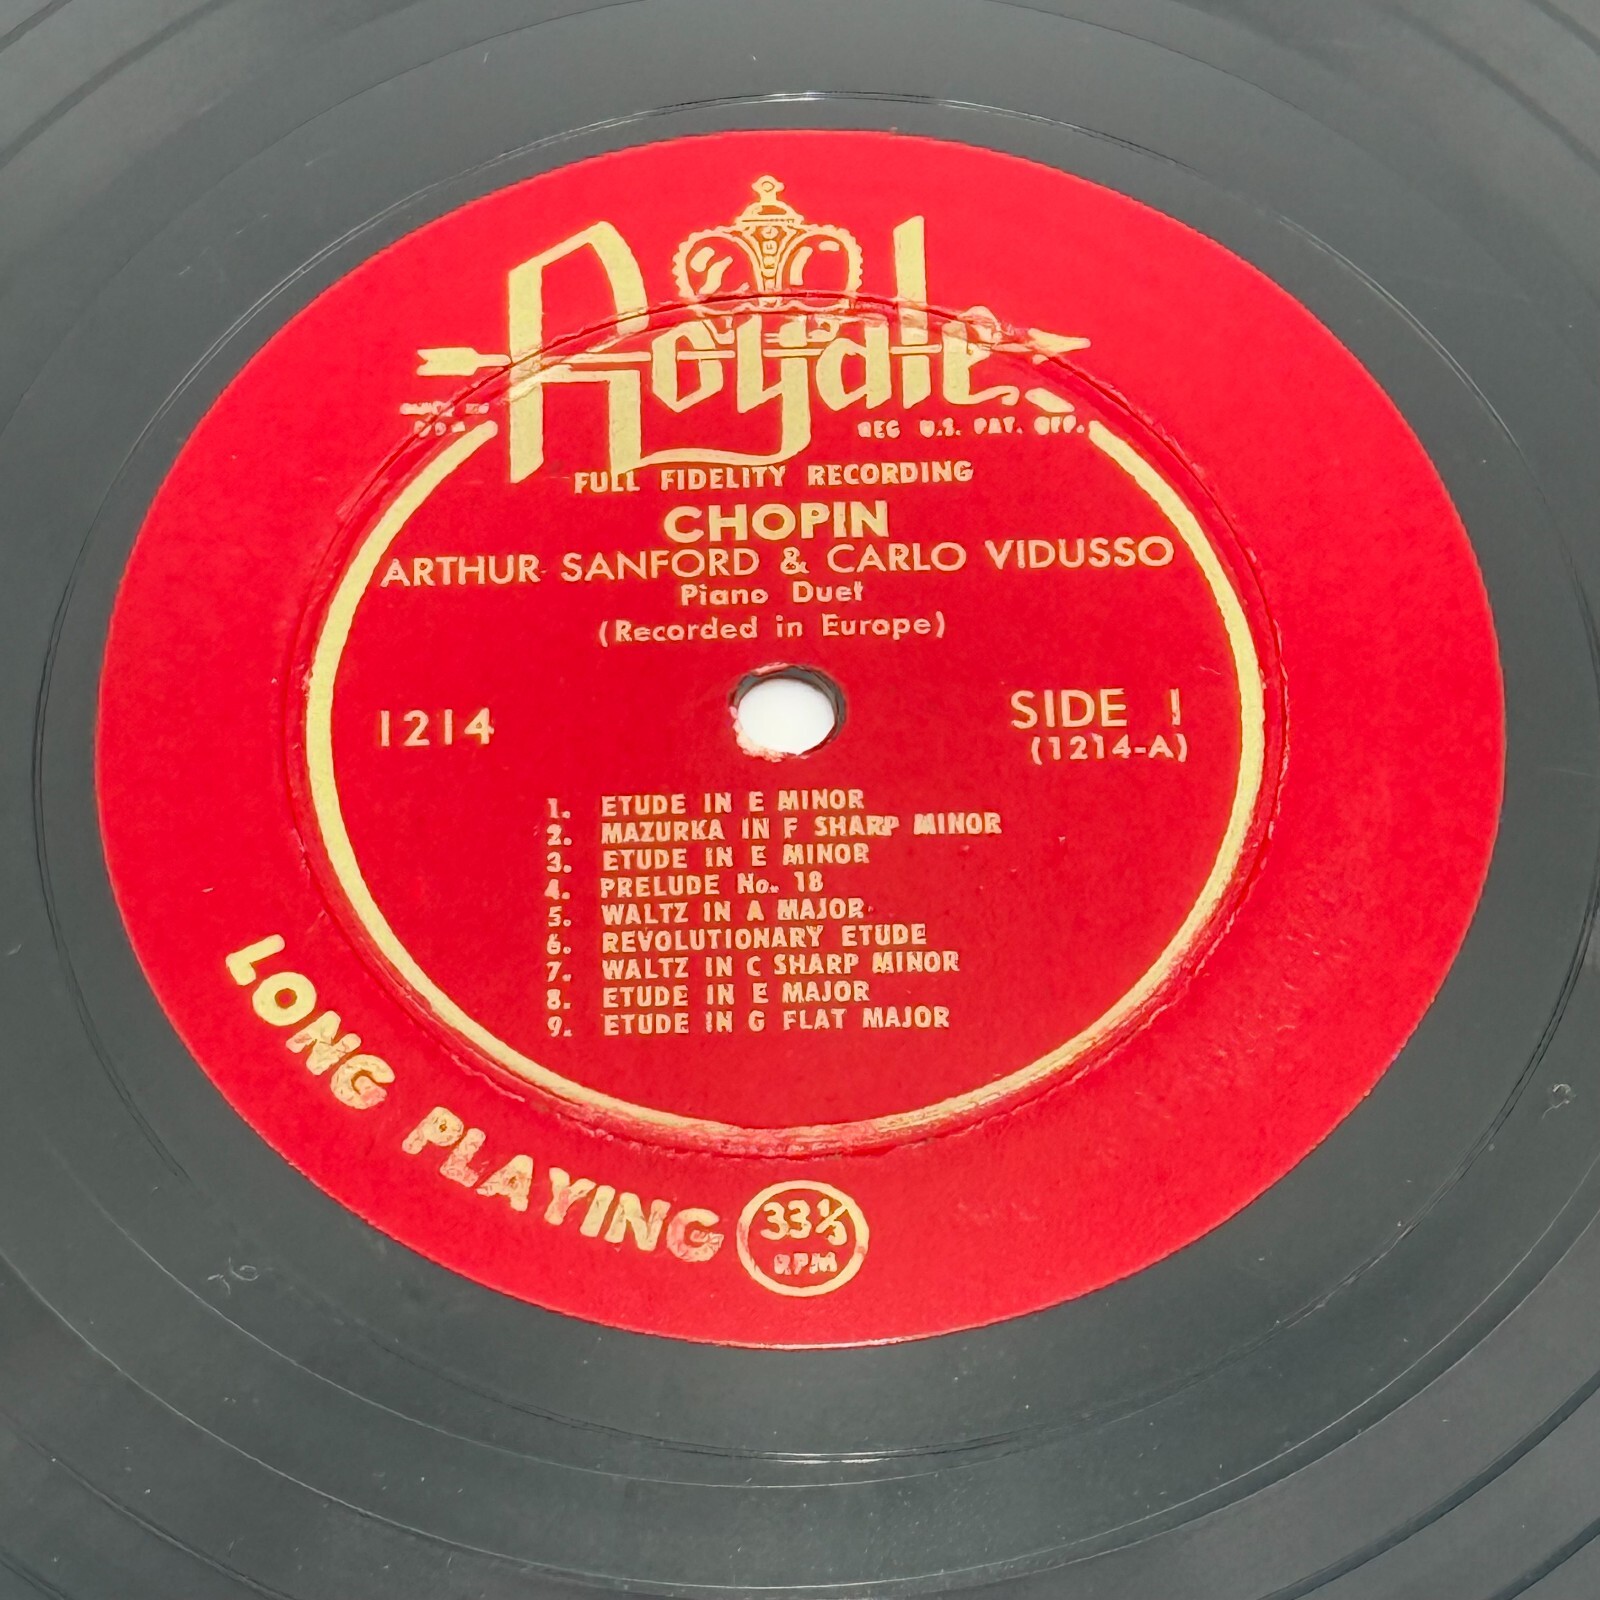 Royale
REG U.S. PAT. OFF.
FULL FIDELITY RECORDING
CHOPIN
ARTHUR SANFORD & CARLO VIDUSSO
Piano Duet
(Recorded in Europe)
1214
SIDE 1
(1214-A)
1. ETUDE IN E MINOR
2. MAZURKA IN F SHARP MINOR
3. ETUDE IN E MINOR
4. PRELUDE No. 18
5. WALTZ IN A MAJOR
6. REVOLUTIONARY ETUDE
7. WALTZ IN C SHARP MINOR
8. ETUDE IN E MAJOR
9. ETUDE IN G FLAT MAJOR
LONG PLAYING
33 1/3
RPM